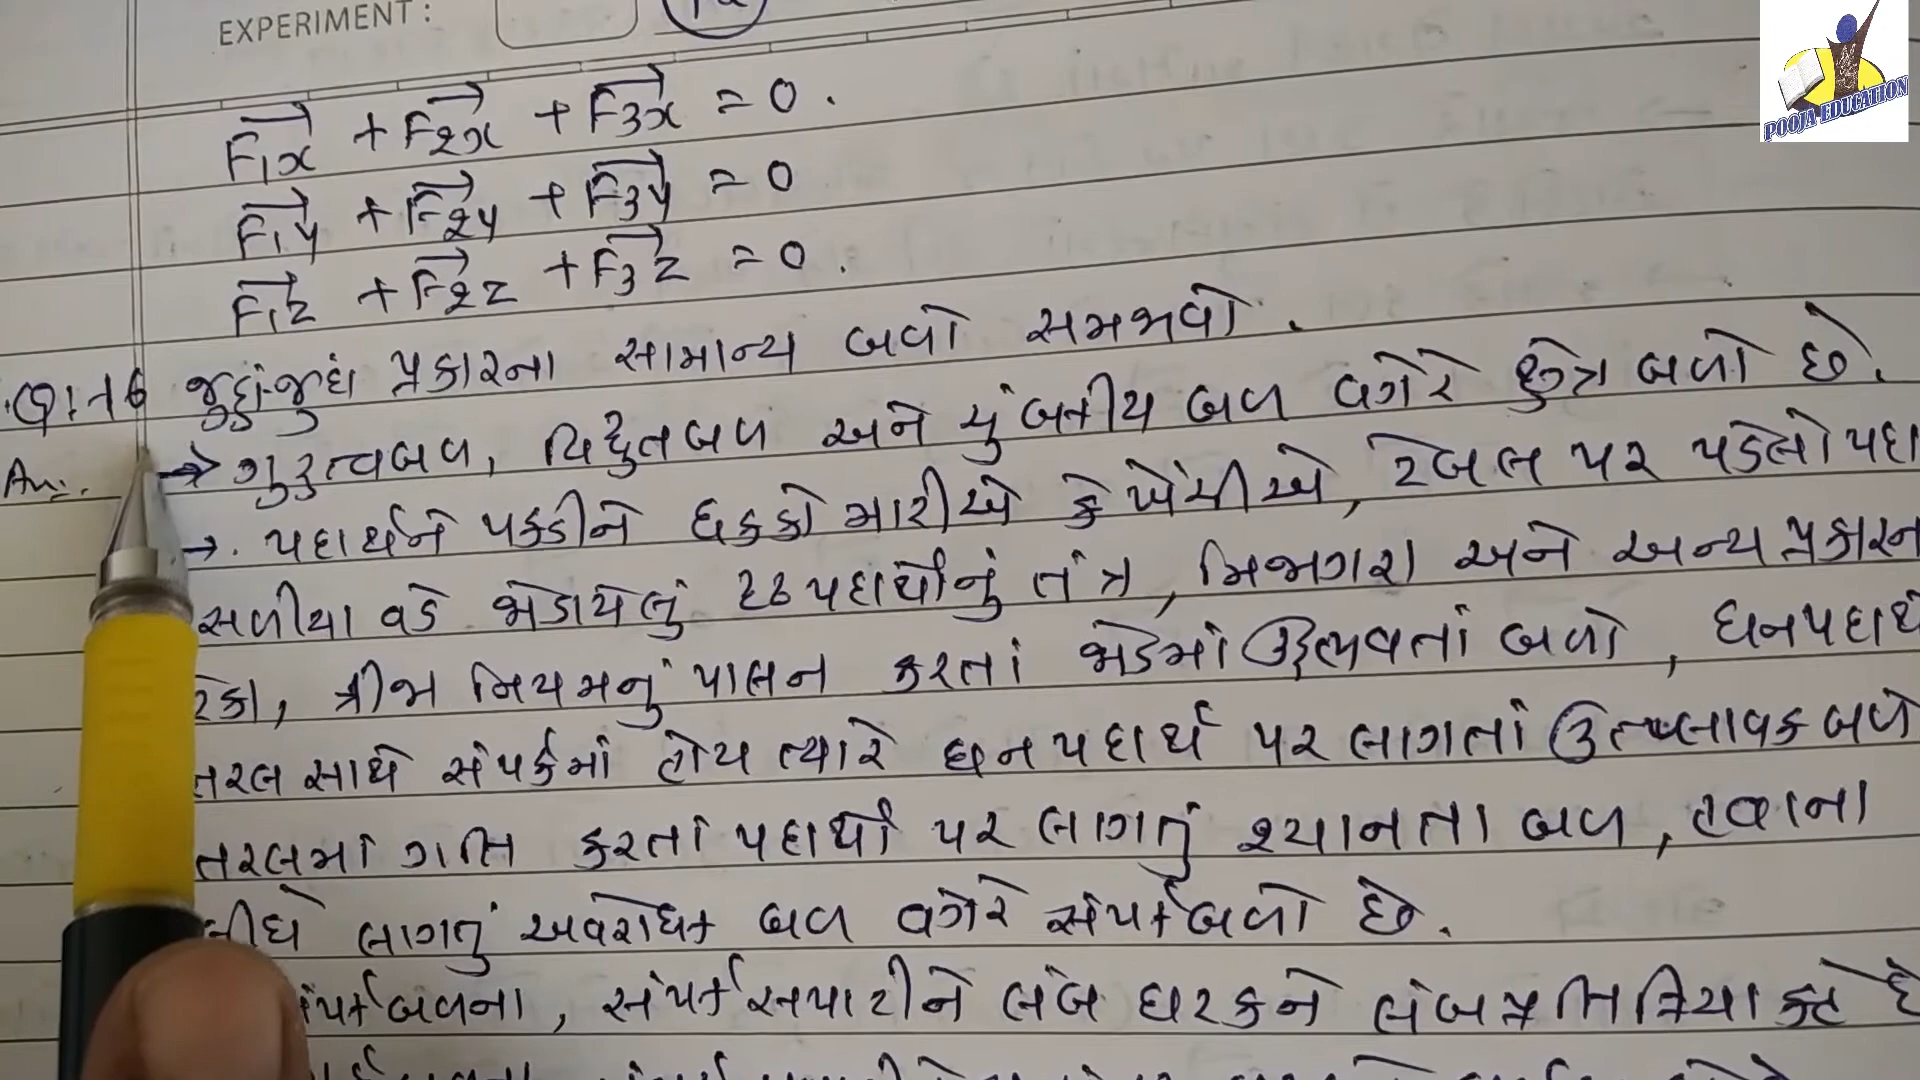 EXPERIMENT :
POOJA EDUCATION
F₁x + F₂x + F₃x = 0 .
F₁y + F₂y + F₃y = 0
F₁z + F₂z + F₃z = 0 .
Q:-16 જુદાં-જુદાં પ્રકારના સામાન્ય બળો સમજાવો .
Ans:- → ગુરુત્વબળ, વિદ્યુતબળ અને ચુંબકીય બળ વગેરે ક્ષેત્ર બળો છે.
→ . પદાર્થને પકડીને ધક્કો મારીએ કે ખેંચીએ, ટેબલ પર પડેલો પદા
સળીયા વડે જોડાયેલું દૃઢ પદાર્થોનું તંત્ર, મિજાગરા અને અન્ય પ્રકારન
ટેકા, ત્રીજા નિયમનું પાલન કરતાં જોડમાં ઉદ્ભવતાં બળો, ઘનપદાર્થ
તરલ સાથે સંપર્કમાં હોય ત્યારે ઘન પદાર્થ પર લાગતાં ઉત્પ્લાવક બળ
તરલમાં ગતિ કરતાં પદાર્થો પર લાગતું શ્યાનતા બળ, હવાના
લીધે લાગતું અવરોધક બળ વગેરે સંપર્કબળો છે.
સંપર્કબળના, સંપર્કસપાટીને લંબ ઘટકને લંબપ્રતિક્રિયા કહે છે